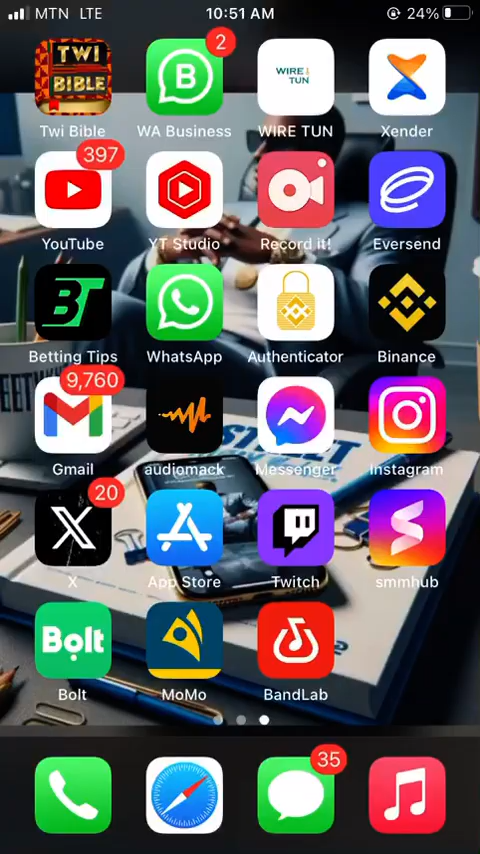 MTN LTE 10:51 AM 24%
TWI BIBLE B 2 WIRE TUN
Twi Bible WA Business WIRE TUN Xender
397
YouTube YT Studio Record it! Eversend
BT
Betting Tips WhatsApp Authenticator Binance
9,760
Gmail audiomack Messenger Instagram
STREET
20
X App Store Twitch smmhub
Bolt
Bolt MoMo BandLab
35